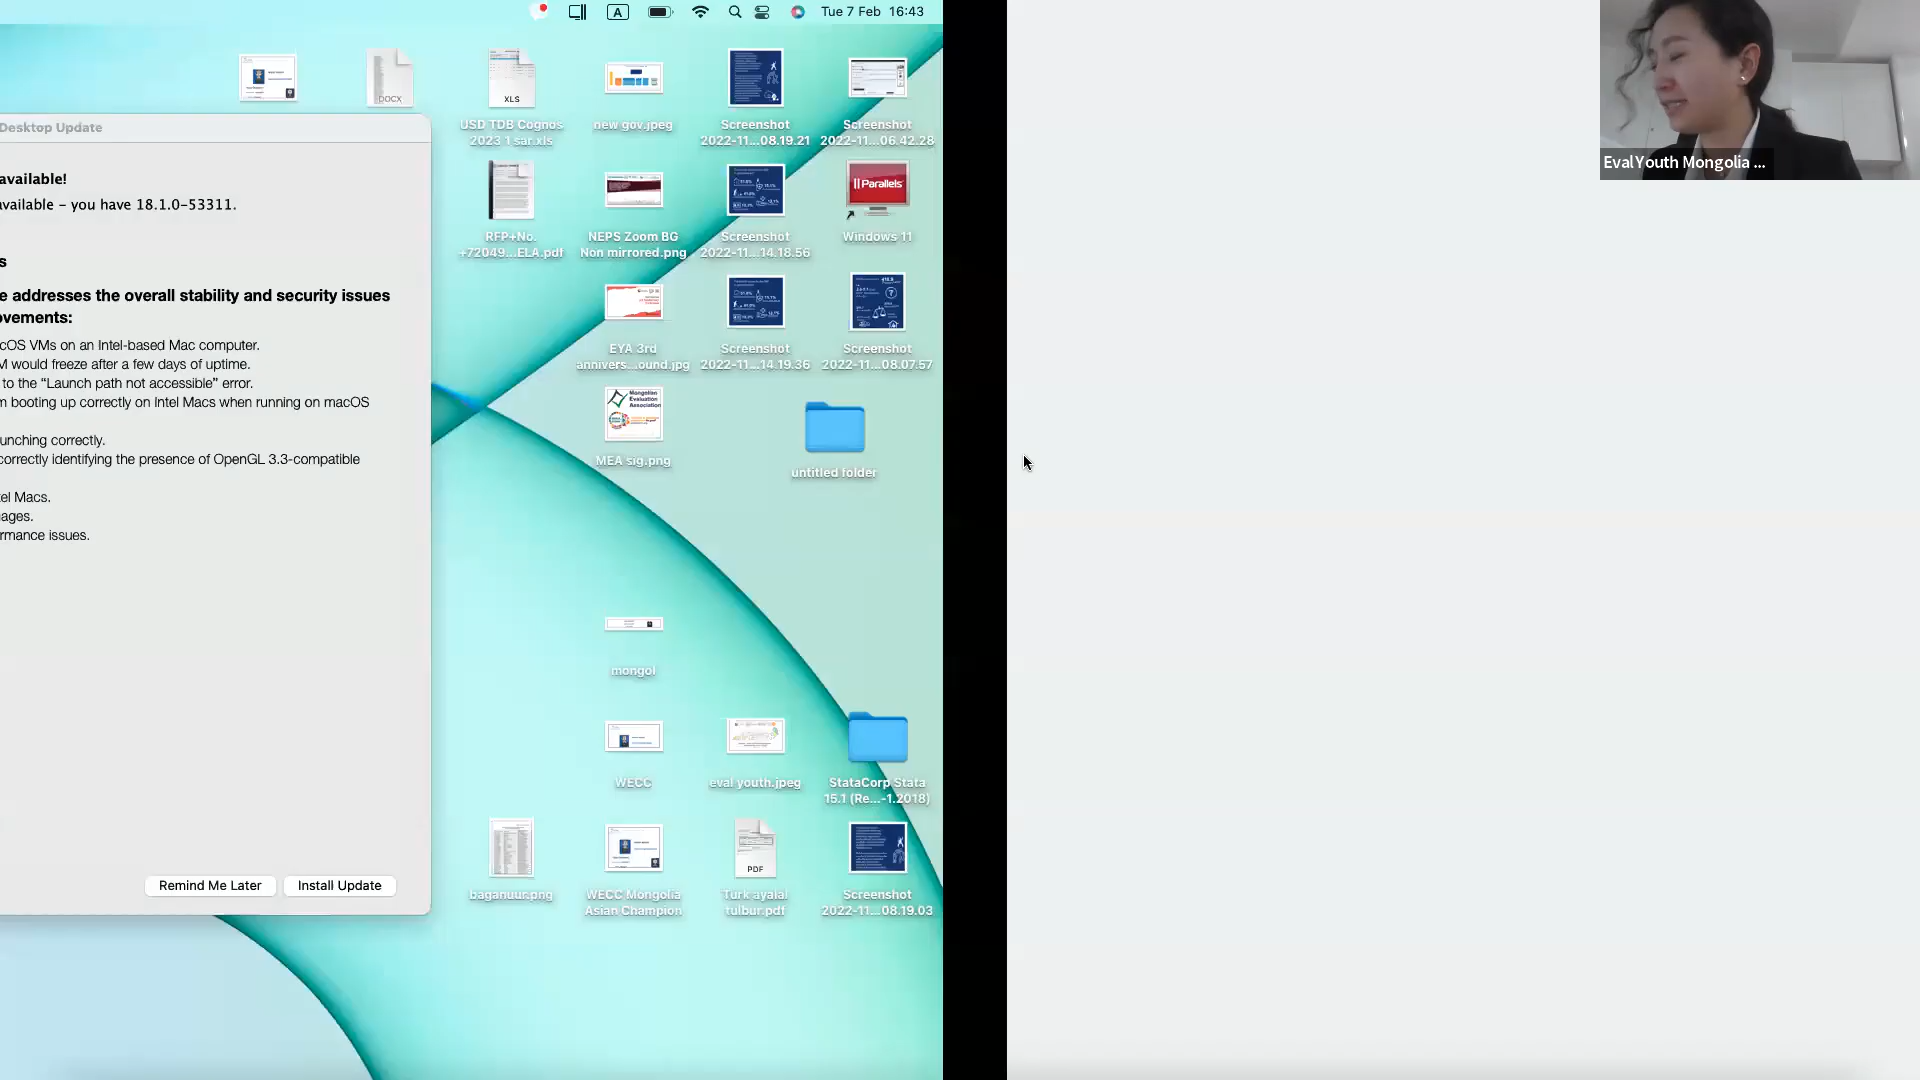 Tue 7 Feb 16:43
DOCX
XLS
USD TDB Cognos
2023 1 sar.xls
new gov.jpeg
Screenshot
2022-11...08.19.21
Screenshot
2022-11...06.42.28
Desktop Update
available!
available – you have 18.1.0-53311.
s
e addresses the overall stability and security issues
ovements:
cOS VMs on an Intel-based Mac computer.
M would freeze after a few days of uptime.
to the “Launch path not accessible” error.
m booting up correctly on Intel Macs when running on macOS
unching correctly.
correctly identifying the presence of OpenGL 3.3-compatible
tel Macs.
ages.
rmance issues.
Remind Me Later
Install Update
RFP+No.
+72049...ELA.pdf
NEPS Zoom BG
Non mirrored.png
Screenshot
2022-11...14.18.56
Parallels
Windows 11
EYA 3rd
annivers...ound.jpg
Screenshot
2022-11...14.19.36
Screenshot
2022-11...08.07.57
Mongolian
Evaluation
Association
MEA sig.png
untitled folder
mongol
WECC
eval youth.jpeg
StataCorp Stata
15.1 (Re...-1.2018)
baganuur.png
WECC Mongolia
Asian Champion
PDF
Turk ayalal
tulbur.pdf
Screenshot
2022-11...08.19.03
A
EvalYouth Mongolia ...